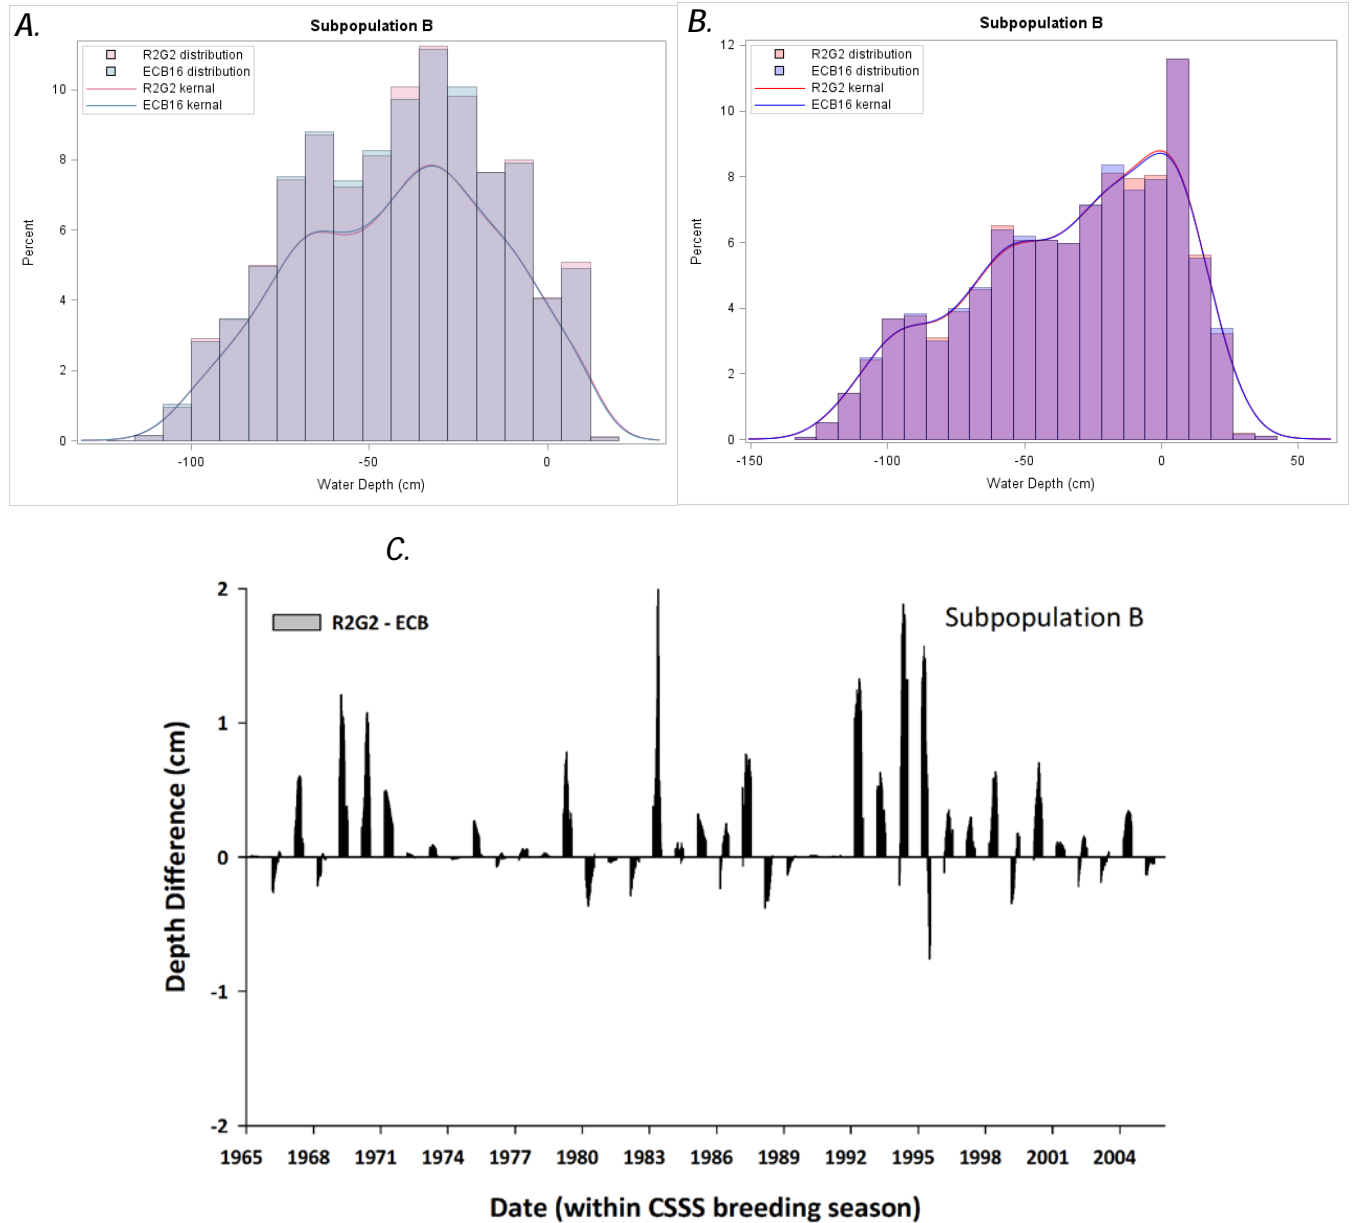 A.
Subpopulation B
R2G2 distribution
ECB16 distribution
R2G2 kernal
ECB16 kernal
10
8
6
4
2
0
Percent
-100 -50 0
Water Depth (cm)
B.
Subpopulation B
R2G2 distribution
ECB16 distribution
R2G2 kernal
ECB16 kernal
12
10
8
6
4
2
0
Percent
-150 -100 -50 0 50
Water Depth (cm)
C.
R2G2 - ECB
Subpopulation B
2
1
0
-1
-2
Depth Difference (cm)
1965 1968 1971 1974 1977 1980 1983 1986 1989 1992 1995 1998 2001 2004
Date (within CSSS breeding season)